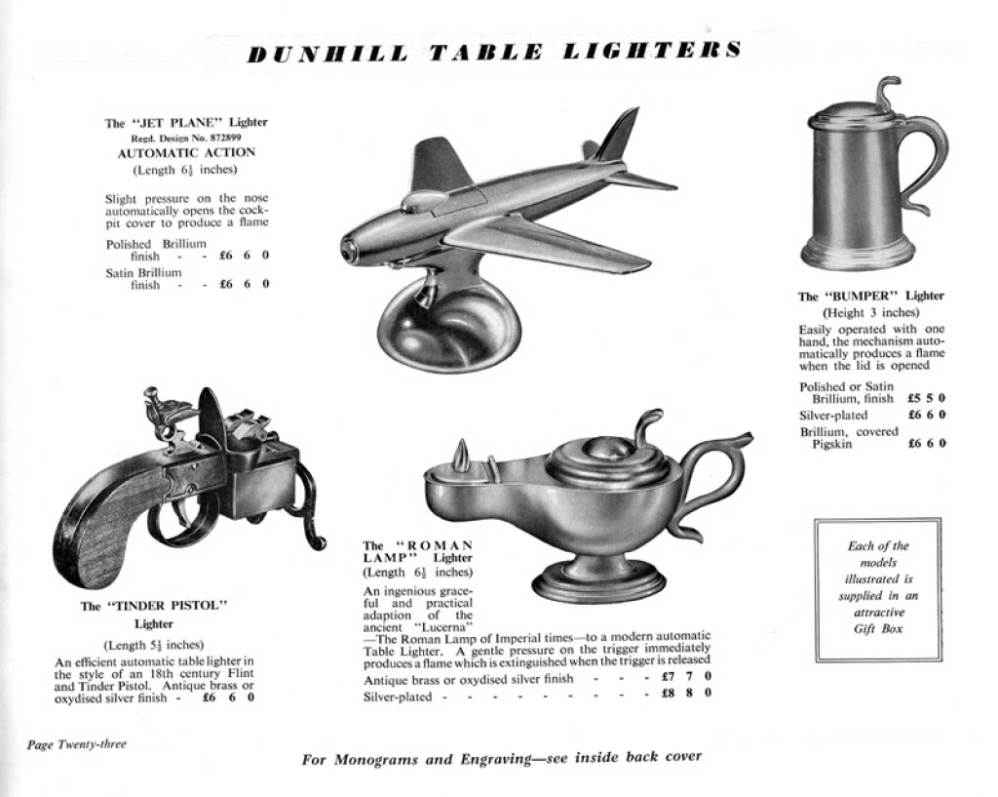 DUNHILL TABLE LIGHTERS
The "JET PLANE" Lighter
Regd. Design No. 872899
AUTOMATIC ACTION
(Length 6½ inches)
Slight pressure on the nose
automatically opens the cock-
pit cover to produce a flame
Polished Brillium
finish - - £6 6 0
Satin Brillium
finish - - £6 6 0
The "BUMPER" Lighter
(Height 3 inches)
Easily operated with one
hand, the mechanism auto-
matically produces a flame
when the lid is opened
Polished or Satin
Brillium, finish £5 5 0
Silver-plated £6 6 0
Brillium, covered
Pigskin £6 6 0
The "TINDER PISTOL"
Lighter
(Length 5½ inches)
An efficient automatic table lighter in
the style of an 18th century Flint
and Tinder Pistol. Antique brass or
oxydised silver finish - £6 6 0
The "ROMAN
LAMP" Lighter
(Length 6½ inches)
An ingenious grace-
ful and practical
adaption of the
ancient "Lucerna"
—The Roman Lamp of Imperial times—to a modern automatic
Table Lighter. A gentle pressure on the trigger immediately
produces a flame which is extinguished when the trigger is released
Antique brass or oxydised silver finish - - - £7 7 0
Silver-plated - - - - - - - - - £8 8 0
Each of the
models
illustrated is
supplied in an
attractive
Gift Box
Page Twenty-three
For Monograms and Engraving—see inside back cover